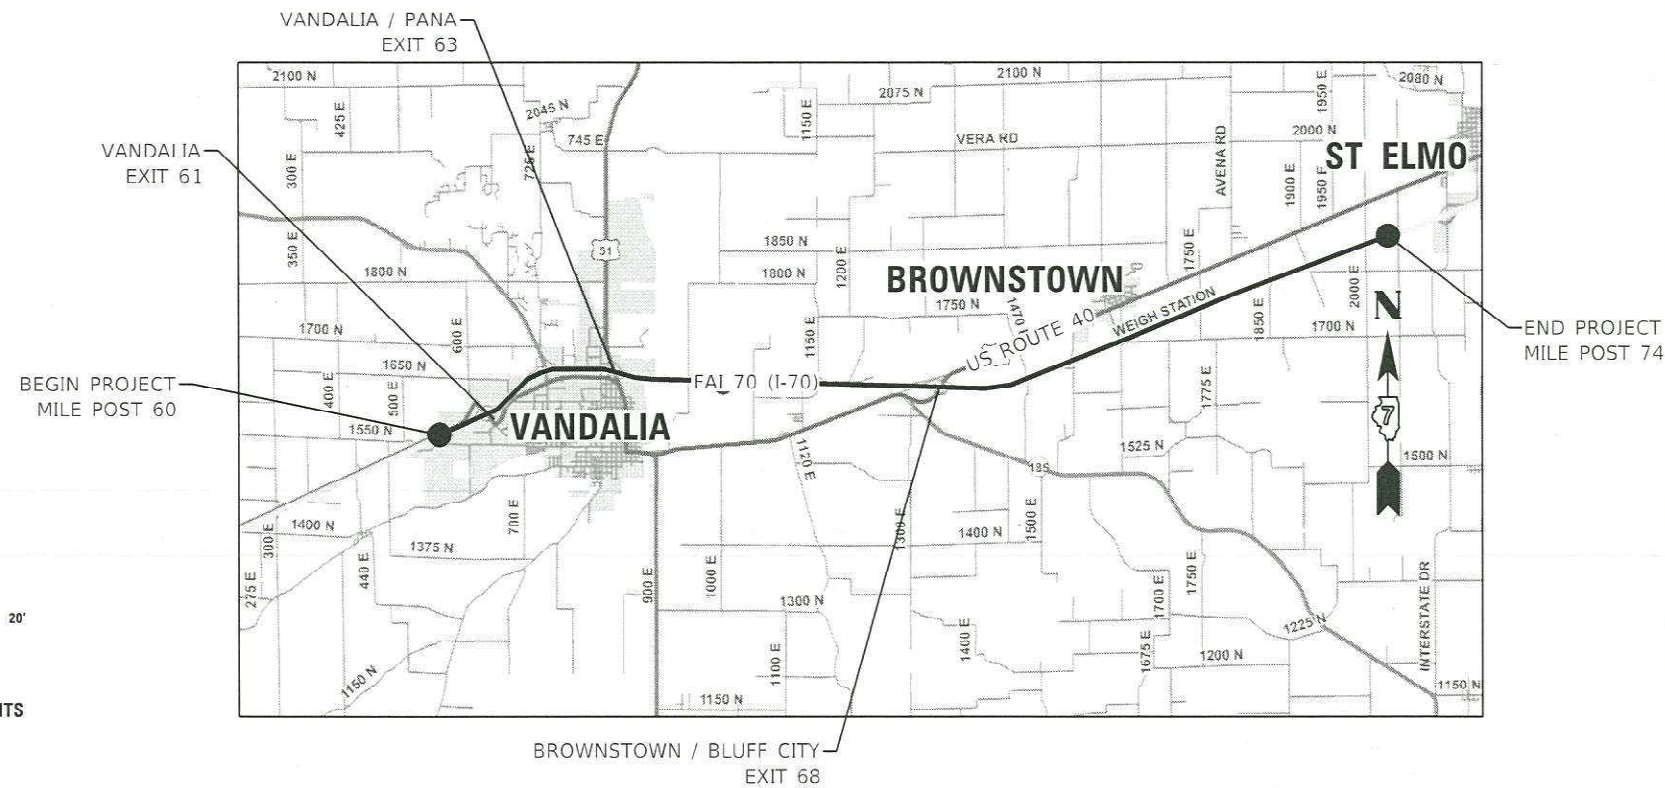 VANDALIA / PANA
EXIT 63
VANDALIA
EXIT 61
BEGIN PROJECT
MILE POST 60
END PROJECT
MILE POST 74
BROWNSTOWN / BLUFF CITY
EXIT 68
ST ELMO
BROWNSTOWN
VANDALIA
FAI 70 (I-70)
US ROUTE 40
WEIGH STATION
N
7
51
185
2100 N
2100 N
2080 N
2075 N
2045 N
2000 N
VERA RD
AVENA RD
425 E
300 E
725 E
745 E
1150 E
1950 E
1950 E
1900 E
350 E
1800 N
1850 N
1800 N
1200 E
1750 E
1750 N
1470
2000 E
1850 E
1700 N
1700 N
600 E
1650 N
1150 E
400 E
500 E
1550 N
1775 E
1120 E
1525 N
1500 N
1400 N
300 E
275 E
440 E
1375 N
700 E
900 E
1000 E
1300 E
1400 N
1500 E
1300 N
1750 E
1700 E
1675 E
1400 E
1100 E
1150 N
1150 N
1225 N
1200 N
INTERSTATE DR
1150 N
20'
ITS